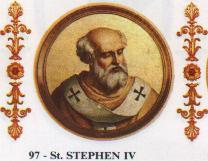 97 - St. STEPHEN IV